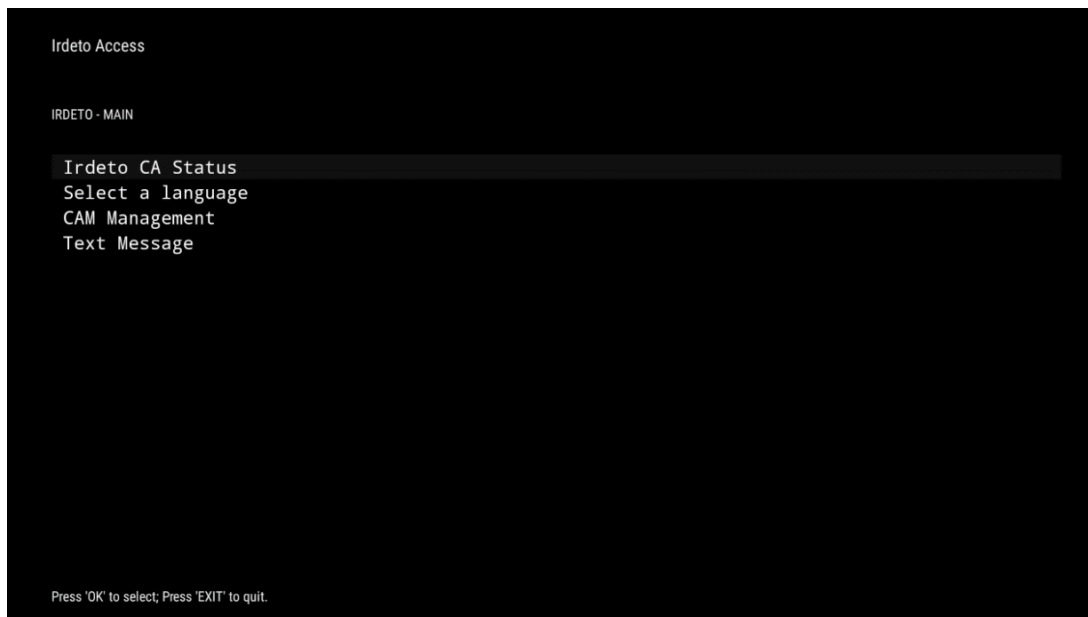 Irdeto Access
IRDETO - MAIN
Irdeto CA Status
Select a language
CAM Management
Text Message
Press 'OK' to select; Press 'EXIT' to quit.